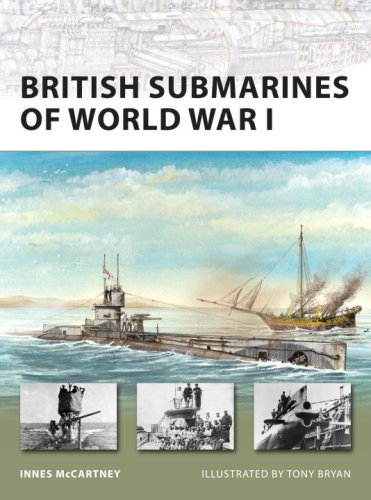 BRITISH SUBMARINES
OF WORLD WAR I
INNES McCARTNEY
ILLUSTRATED BY TONY BRYAN